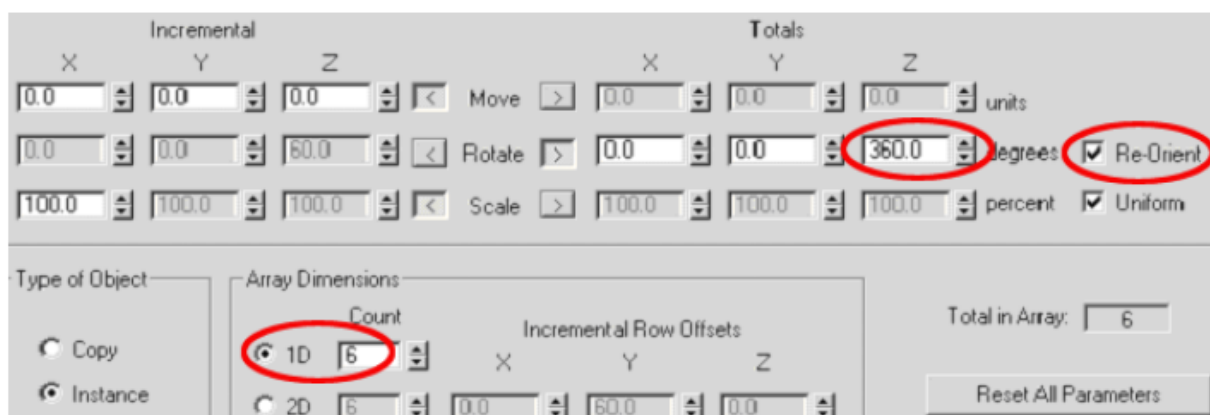 Incremental Totals
X Y Z X Y Z
0.0 0.0 0.0 < Move > 0.0 0.0 0.0 units
0.0 0.0 60.0 < Rotate > 0.0 0.0 360.0 degrees Re-Orient
100.0 100.0 100.0 < Scale > 100.0 100.0 100.0 percent Uniform
Type of Object Array Dimensions
Count Incremental Row Offsets Total in Array: 6
Copy 1D 6 X Y Z
Instance 2D 6 0.0 60.0 0.0 Reset All Parameters